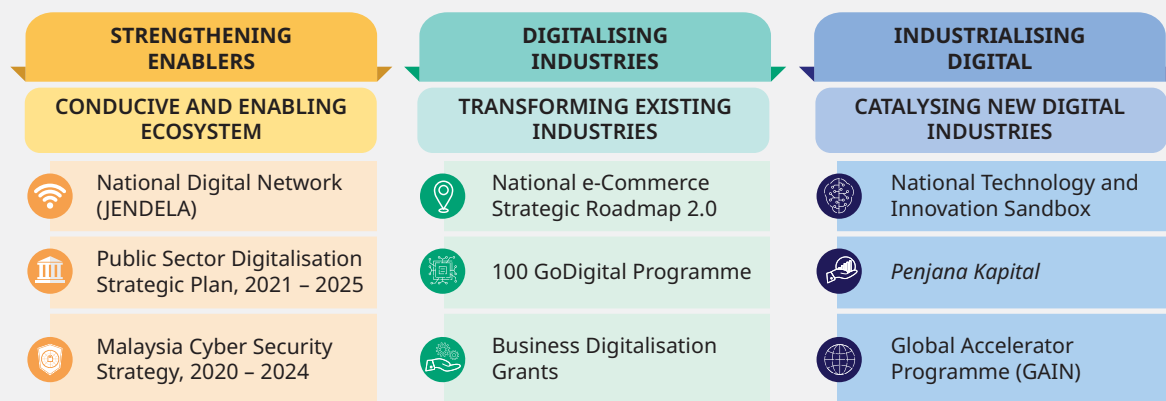 STRENGTHENING
ENABLERS
CONDUCIVE AND ENABLING
ECOSYSTEM
National Digital Network
(JENDELA)
Public Sector Digitalisation
Strategic Plan, 2021 – 2025
Malaysia Cyber Security
Strategy, 2020 – 2024
DIGITALISING
INDUSTRIES
TRANSFORMING EXISTING
INDUSTRIES
National e-Commerce
Strategic Roadmap 2.0
100 GoDigital Programme
Business Digitalisation
Grants
INDUSTRIALISING
DIGITAL
CATALYSING NEW DIGITAL
INDUSTRIES
National Technology and
Innovation Sandbox
Penjana Kapital
Global Accelerator
Programme (GAIN)